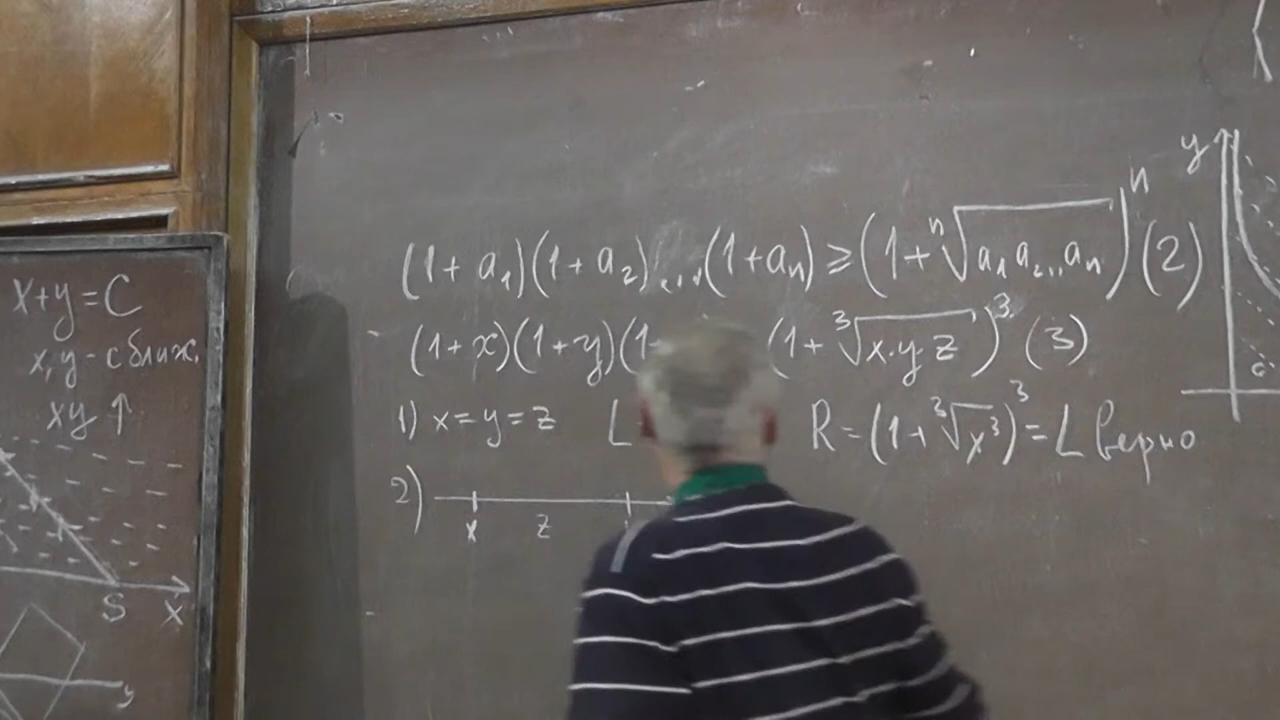 x+y=C
x, y - сближ.
xy ↑
S x
y
(1+a₁)(1+a₂)....(1+aₙ) ≥ (1+ⁿ√(a₁a₂...aₙ))ⁿ (2)
(1+x)(1+y)(1+ (1+³√(x·y·z))³ (3)
1) x=y=z L R=(1+³√(x³))³=L верно
2)
x z
y